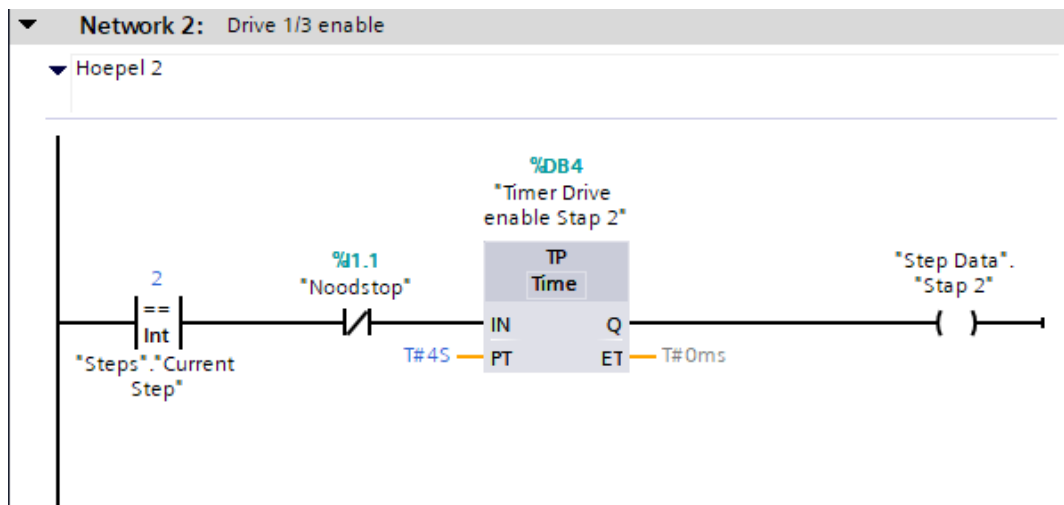 Network 2: Drive 1/3 enable
Hoepel 2
%DB4
"Timer Drive
enable Stap 2"
TP
Time
2
==
Int
"Steps"."Current
Step"
%I1.1
"Noodstop"
IN
Q
T#4S
PT
ET
T#0ms
"Step Data".
"Stap 2"